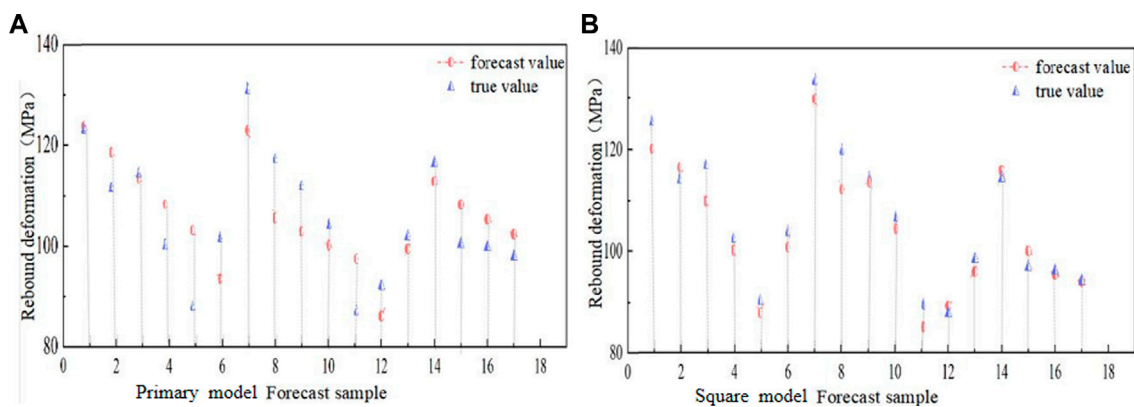 A
140
120
100
80
Rebound deformation（MPa）
forecast value
true value
0 2 4 6 8 10 12 14 16 18
Primary model Forecast sample
B
140
120
100
80
Rebound deformation（MPa）
forecast value
true value
0 2 4 6 8 10 12 14 16 18
Square model Forecast sample